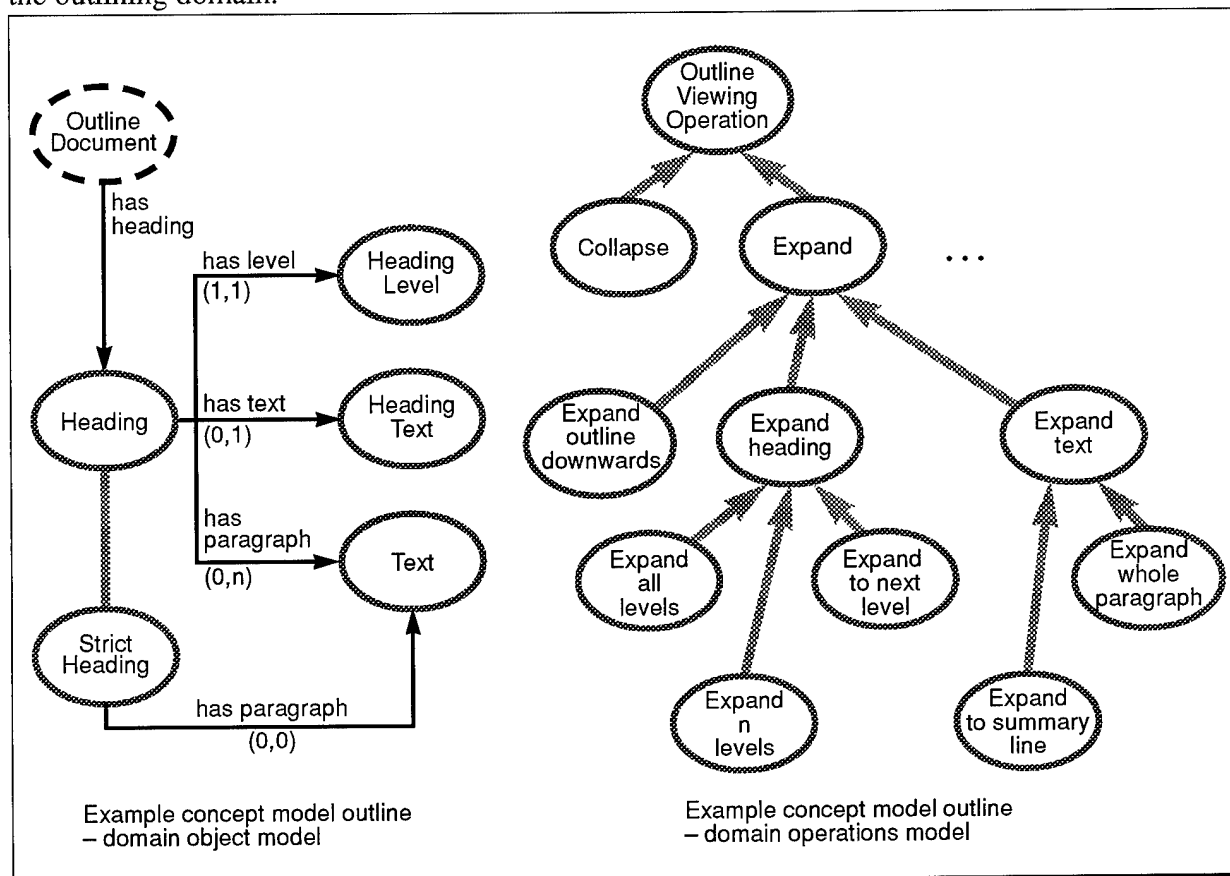 the outlining domain.
Outline
Document
has
heading
has level
(1,1)
Heading
Level
Heading
has text
(0,1)
Heading
Text
has
paragraph
(0,n)
Text
Strict
Heading
has paragraph
(0,0)
Example concept model outline
– domain object model
Outline
Viewing
Operation
Collapse
Expand
...
Expand
outline
downwards
Expand
heading
Expand
text
Expand
all
levels
Expand
to next
level
Expand
whole
paragraph
Expand
n
levels
Expand
to summary
line
Example concept model outline
– domain operations model